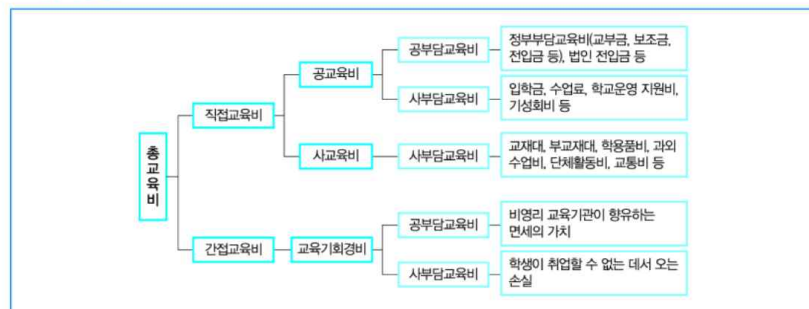 총교육비
직접교육비
공교육비
공부담교육비
정부부담교육비(교부금, 보조금,
전입금 등), 법인 전입금 등
사부담교육비
입학금, 수업료, 학교운영 지원비,
기성회비 등
사교육비
사부담교육비
교재대, 부교재대, 학용품비, 과외
수업비, 단체활동비, 교통비 등
간접교육비
교육기회경비
공부담교육비
비영리 교육기관이 향유하는
면세의 가치
사부담교육비
학생이 취업할 수 없는 데서 오는
손실